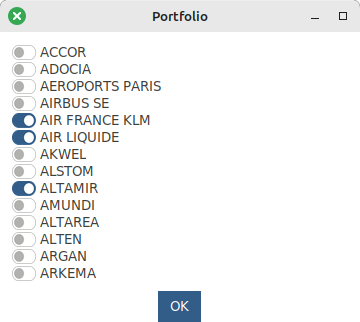 Portfolio
ACCOR
ADOCIA
AEROPORTS PARIS
AIRBUS SE
AIR FRANCE KLM
AIR LIQUIDE
AKWEL
ALSTOM
ALTAMIR
AMUNDI
ALTAREA
ALTEN
ARGAN
ARKEMA
OK